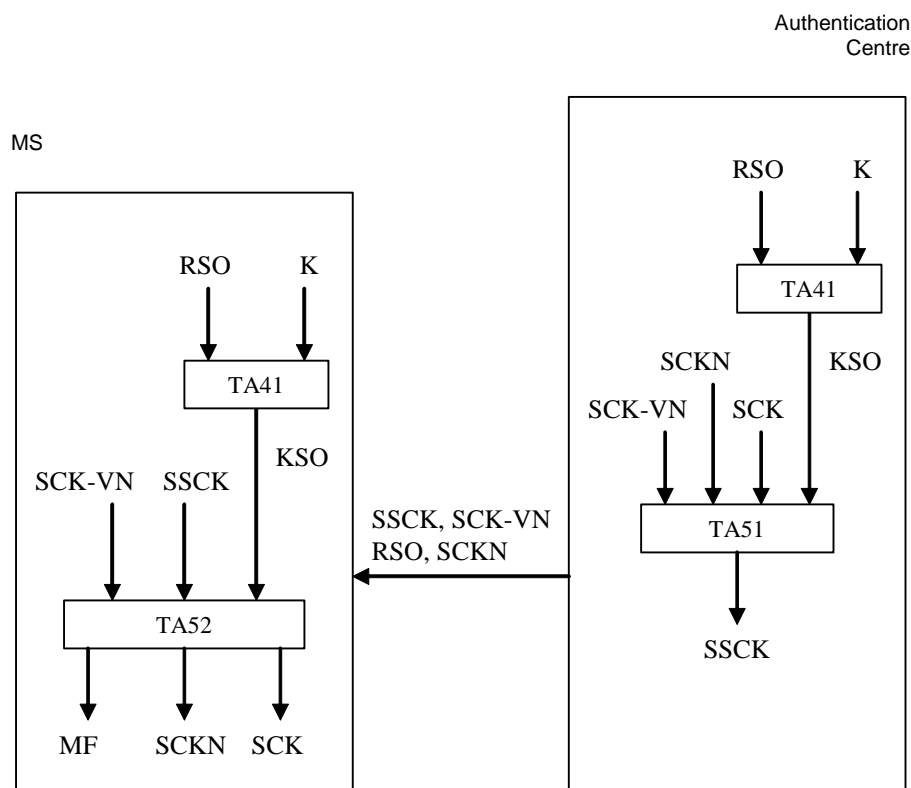 Authentication
Centre
MS
RSO K
TA41
KSO
SCK-VN SSCK
TA52
MF SCKN SCK
SSCK, SCK-VN
RSO, SCKN
RSO K
TA41
KSO
SCKN
SCK-VN SCK
TA51
SSCK